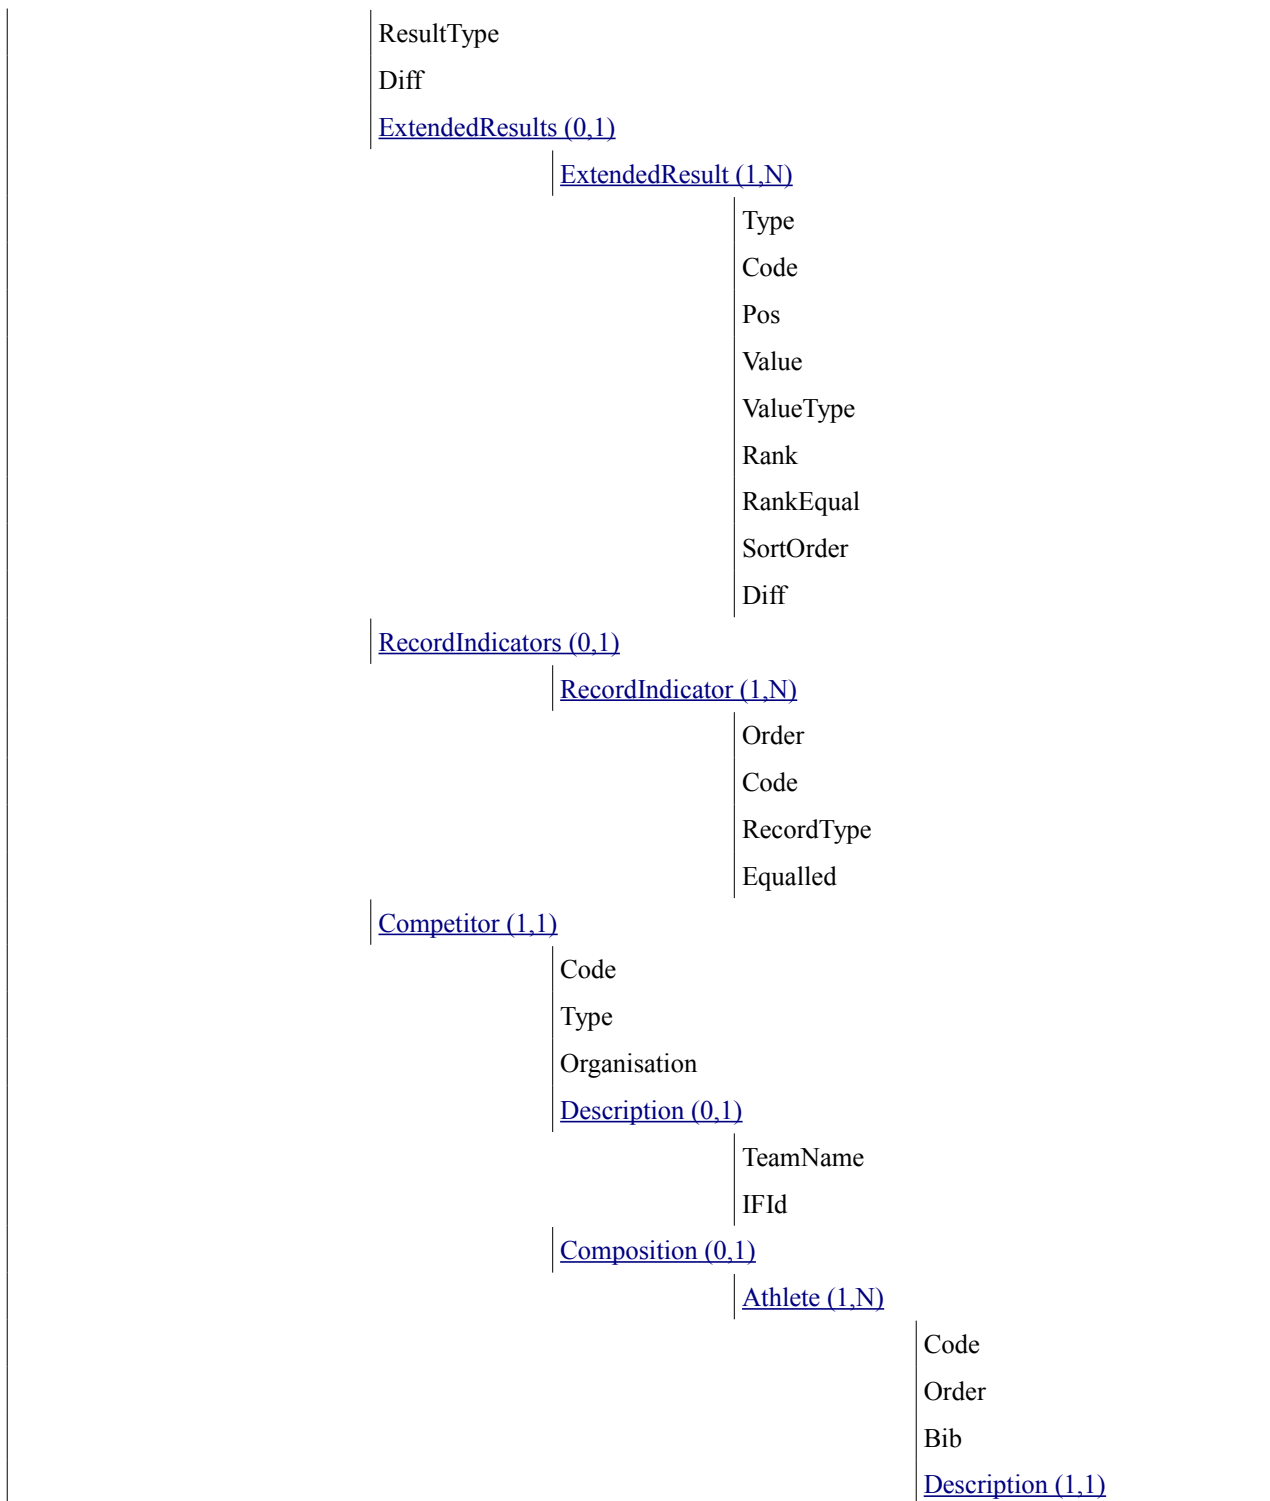 ResultType
Diff
ExtendedResults (0,1)
ExtendedResult (1,N)
Type
Code
Pos
Value
ValueType
Rank
RankEqual
SortOrder
Diff
RecordIndicators (0,1)
RecordIndicator (1,N)
Order
Code
RecordType
Equalled
Competitor (1,1)
Code
Type
Organisation
Description (0,1)
TeamName
IFId
Composition (0,1)
Athlete (1,N)
Code
Order
Bib
Description (1,1)